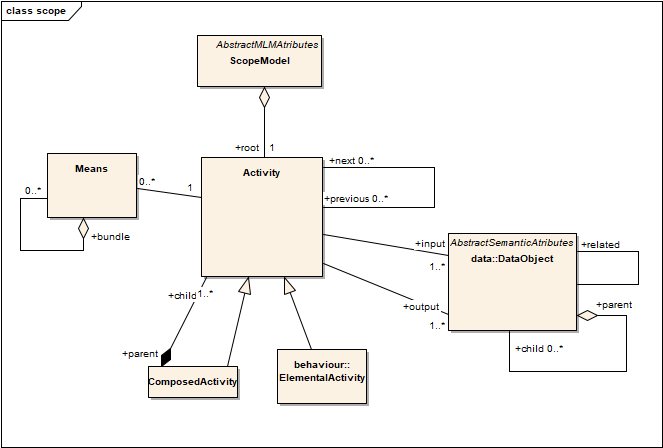 class scope
AbstractMLMAtributes
ScopeModel
+root 1
Means
0..*
0..*
1
+bundle
Activity
+next 0..*
+previous 0..*
+input
1..*
AbstractSemanticAtributes
data::DataObject
+related
+parent
+output
1..*
+child 0..*
+child 1..*
+parent
ComposedActivity
behaviour::
ElementalActivity